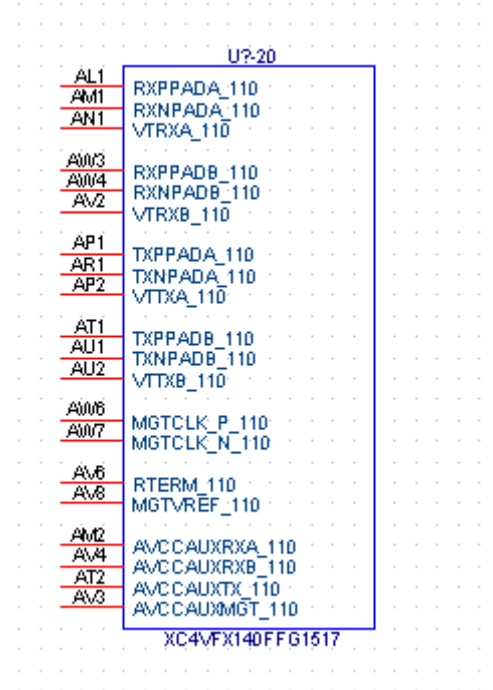 U?-20
AL1 RXPPADA_110
AM1 RXNPADA_110
AN1 VTRXA_110
AW3 RXPPADB_110
AW4 RXNPADB_110
AV2 VTRXB_110
AP1 TXPPADA_110
AR1 TXNPADA_110
AP2 VTTXA_110
AT1 TXPPADB_110
AU1 TXNPADB_110
AU2 VTTXB_110
AW6 MGTCLK_P_110
AW7 MGTCLK_N_110
AV6 RTERM_110
AV8 MGTVREF_110
AM2 AVCCAUXRXA_110
AV4 AVCCAUXRXB_110
AT2 AVCCAUXTX_110
AV3 AVCCAUXMGT_110
XC4VFX140FFG1517